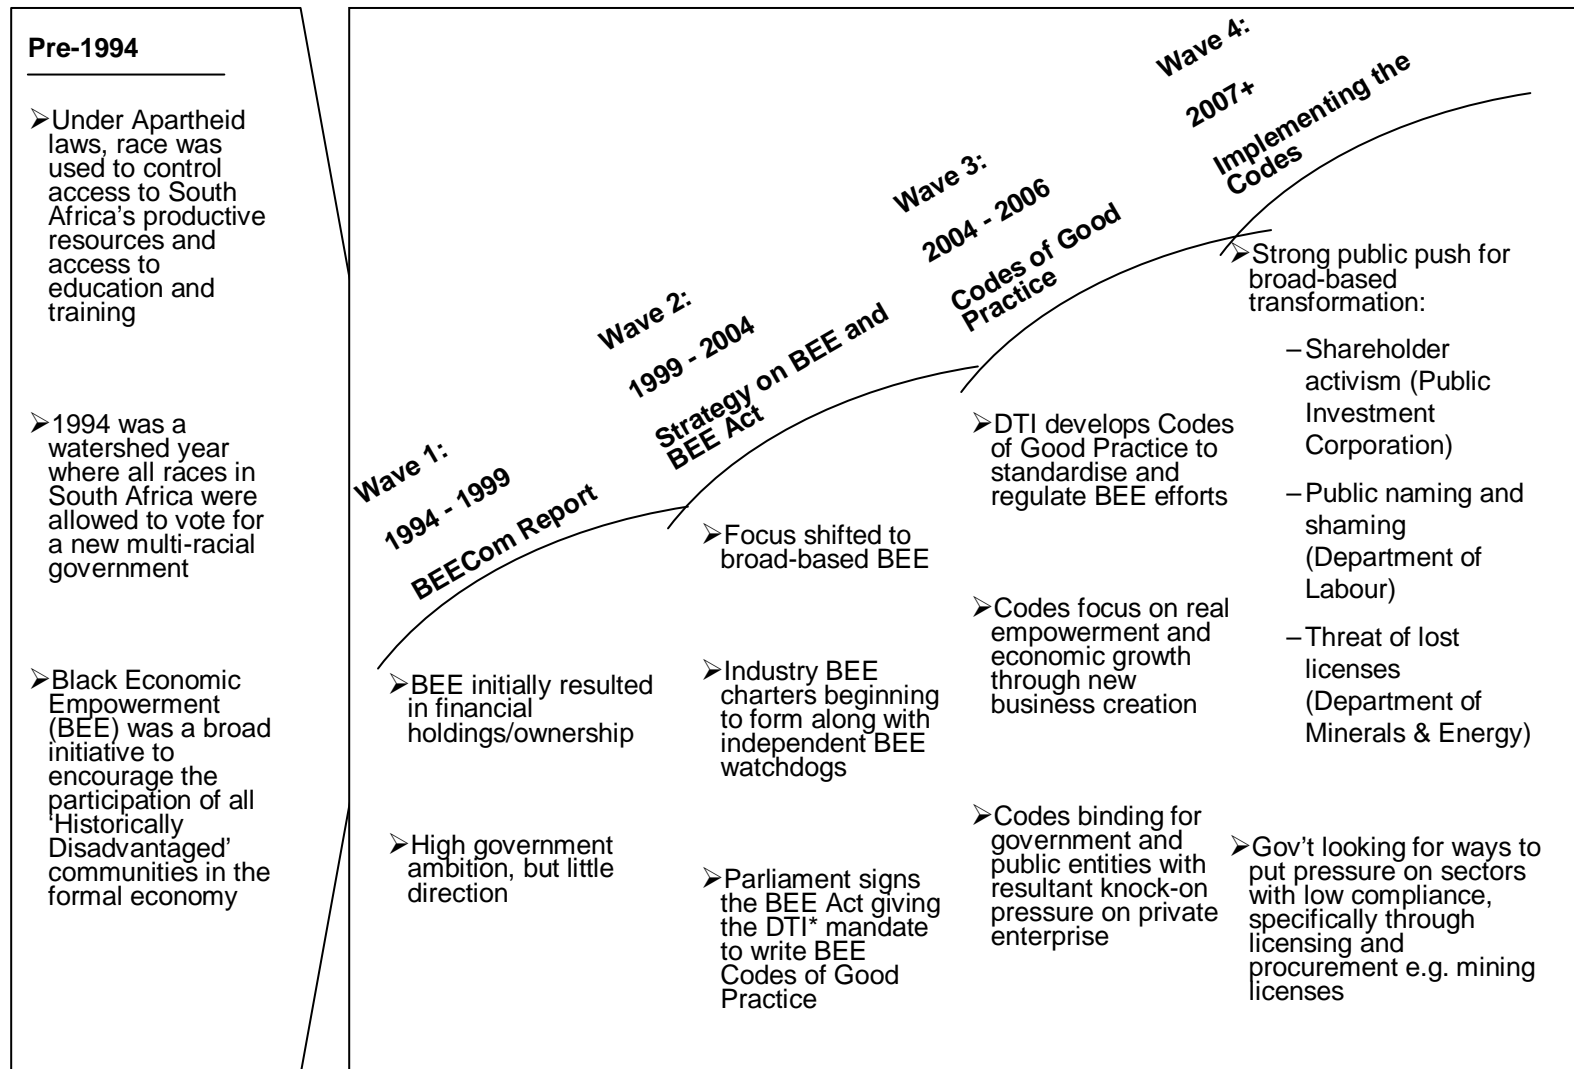 Pre-1994
➢Under Apartheid
laws, race was
used to control
access to South
Africa's productive
resources and
access to
education and
training
➢1994 was a
watershed year
where all races in
South Africa were
allowed to vote for
a new multi-racial
government
➢Black Economic
Empowerment
(BEE) was a broad
initiative to
encourage the
participation of all
'Historically
Disadvantaged'
communities in the
formal economy
Wave 1:
1994 - 1999
BEECom Report
➢BEE initially resulted
in financial
holdings/ownership
➢High government
ambition, but little
direction
Wave 2:
1999 - 2004
Strategy on BEE and
BEE Act
➢Focus shifted to
broad-based BEE
➢Industry BEE
charters beginning
to form along with
independent BEE
watchdogs
➢Parliament signs
the BEE Act giving
the DTI* mandate
to write BEE
Codes of Good
Practice
Wave 3:
2004 - 2006
Codes of Good
Practice
➢DTI develops Codes
of Good Practice to
standardise and
regulate BEE efforts
➢Codes focus on real
empowerment and
economic growth
through new
business creation
➢Codes binding for
government and
public entities with
resultant knock-on
pressure on private
enterprise
Wave 4:
2007+
Implementing the
Codes
➢Strong public push for
broad-based
transformation:
–Shareholder
activism (Public
Investment
Corporation)
–Public naming and
shaming
(Department of
Labour)
–Threat of lost
licenses
(Department of
Minerals & Energy)
➢Gov't looking for ways to
put pressure on sectors
with low compliance,
specifically through
licensing and
procurement e.g. mining
licenses